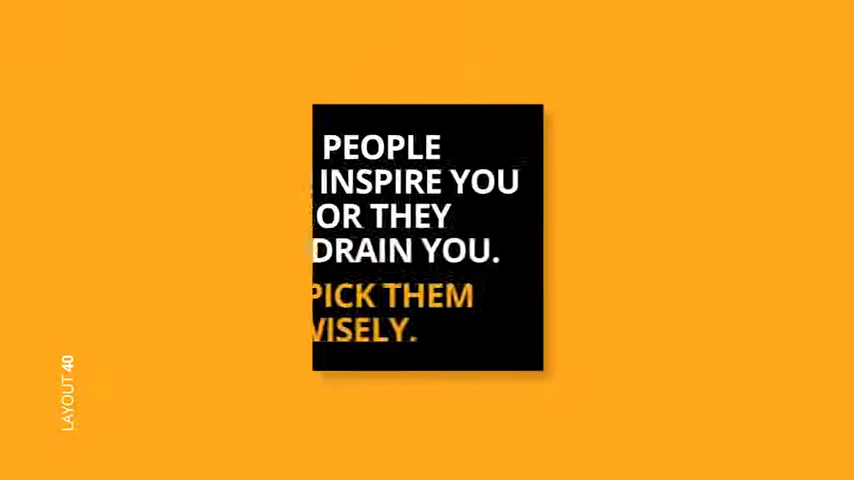 PEOPLE
INSPIRE YOU
OR THEY
DRAIN YOU.
PICK THEM
WISELY.
LAYOUT 40